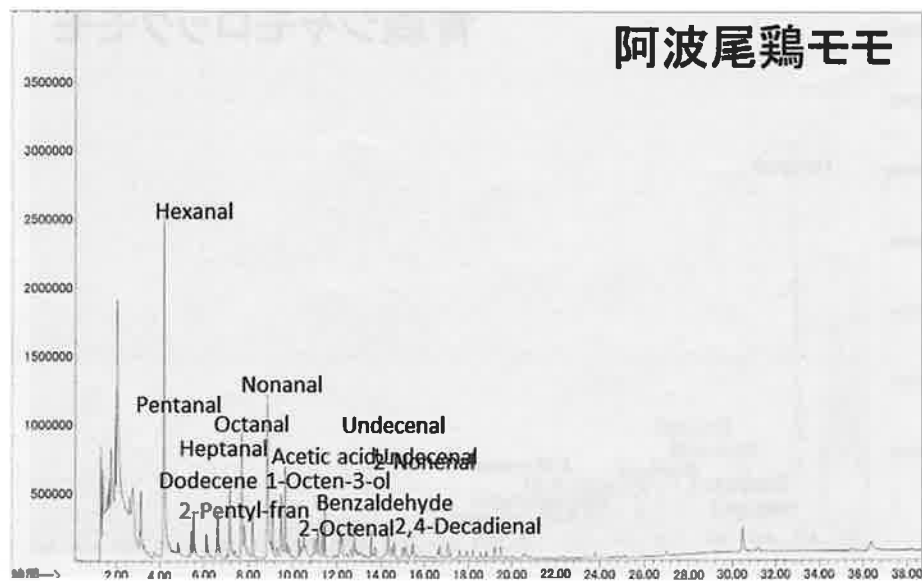 阿波尾鶏モモ
3500000
3000000
2500000
2000000
1500000
1000000
500000
Hexanal
Nonanal
Pentanal
Octanal
Undecenal
Heptanal
Acetic acid
Undecenal
2-Nonenal
Dodecene
1-Octen-3-ol
2-Pentyl-fran
Benzaldehyde
2-Octenal
2,4-Decadienal
時間-->
2.00 4.00 6.00 8.00 10.00 12.00 14.00 16.00 18.00 20.00 22.00 24.00 26.00 28.00 30.00 32.00 34.00 36.00 38.0